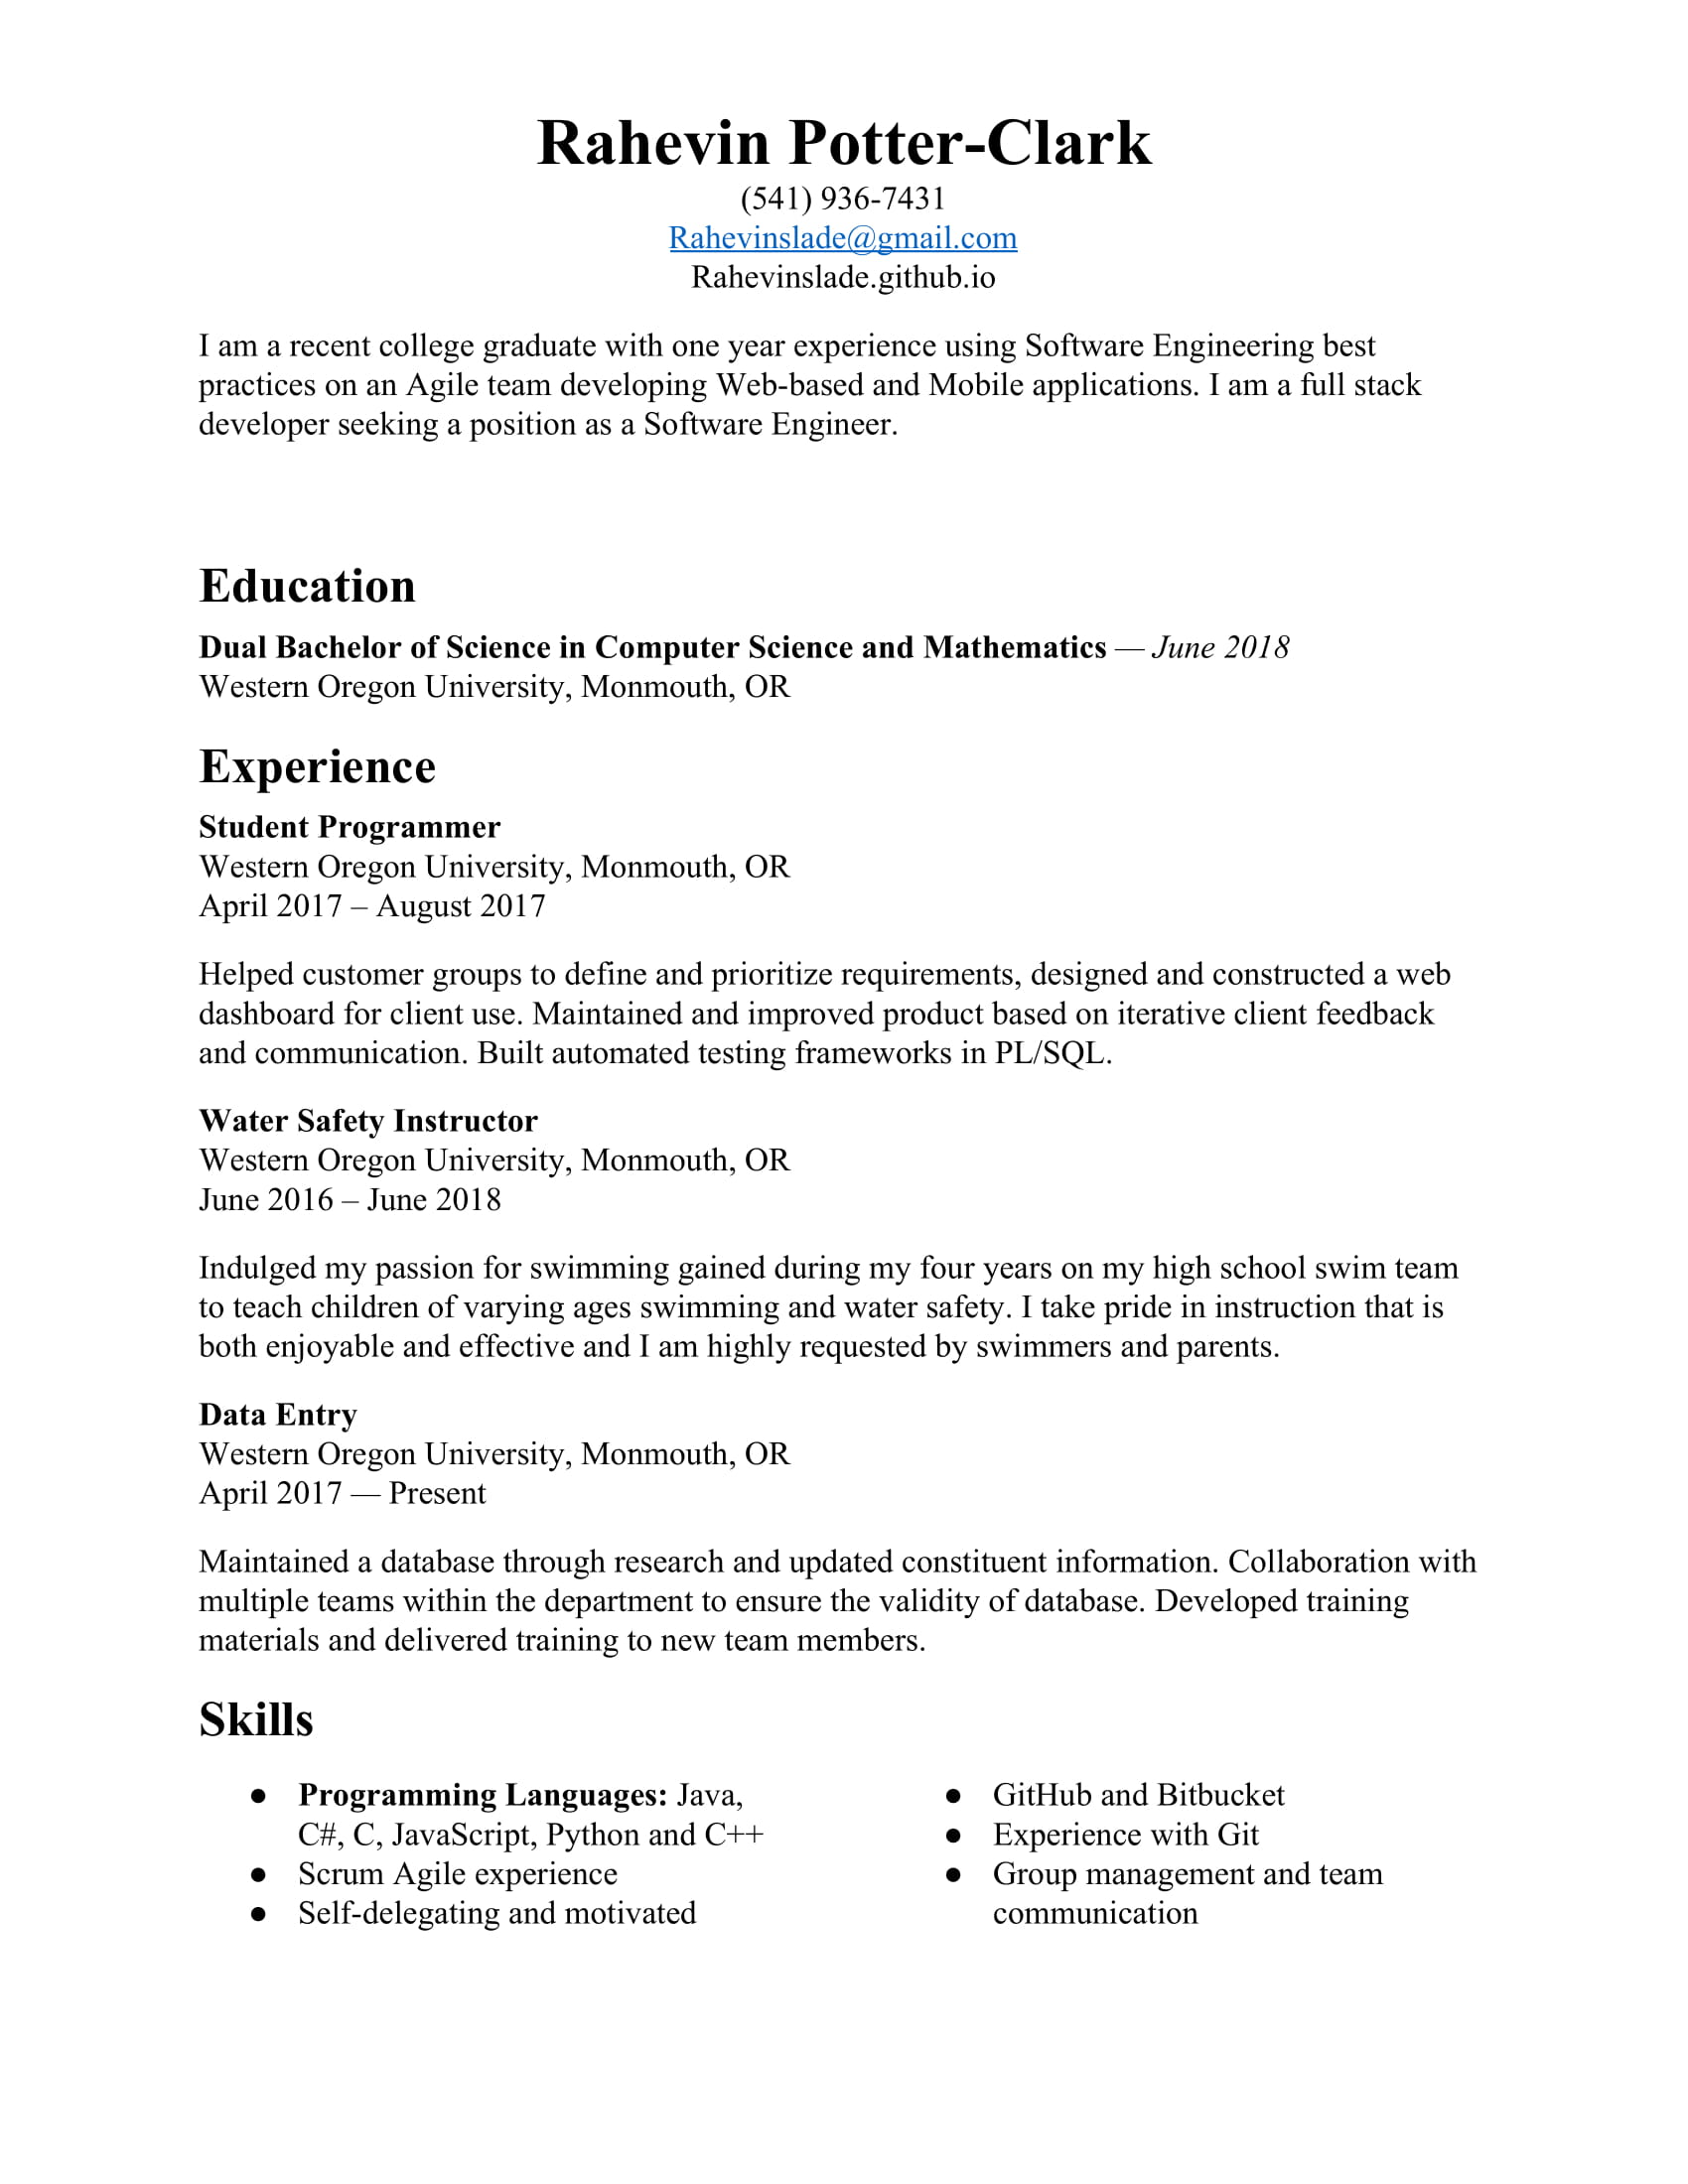 Rahevin Potter-Clark
(541) 936-7431
Rahevinslade@gmail.com
Rahevinslade.github.io
I am a recent college graduate with one year experience using Software Engineering best
practices on an Agile team developing Web-based and Mobile applications. I am a full stack
developer seeking a position as a Software Engineer.
Education
Dual Bachelor of Science in Computer Science and Mathematics — June 2018
Western Oregon University, Monmouth, OR
Experience
Student Programmer
Western Oregon University, Monmouth, OR
April 2017 – August 2017
Helped customer groups to define and prioritize requirements, designed and constructed a web
dashboard for client use. Maintained and improved product based on iterative client feedback
and communication. Built automated testing frameworks in PL/SQL.
Water Safety Instructor
Western Oregon University, Monmouth, OR
June 2016 – June 2018
Indulged my passion for swimming gained during my four years on my high school swim team
to teach children of varying ages swimming and water safety. I take pride in instruction that is
both enjoyable and effective and I am highly requested by swimmers and parents.
Data Entry
Western Oregon University, Monmouth, OR
April 2017 — Present
Maintained a database through research and updated constituent information. Collaboration with
multiple teams within the department to ensure the validity of database. Developed training
materials and delivered training to new team members.
Skills
● Programming Languages: Java,
C#, C, JavaScript, Python and C++
● Scrum Agile experience
● Self-delegating and motivated
● GitHub and Bitbucket
● Experience with Git
● Group management and team
communication